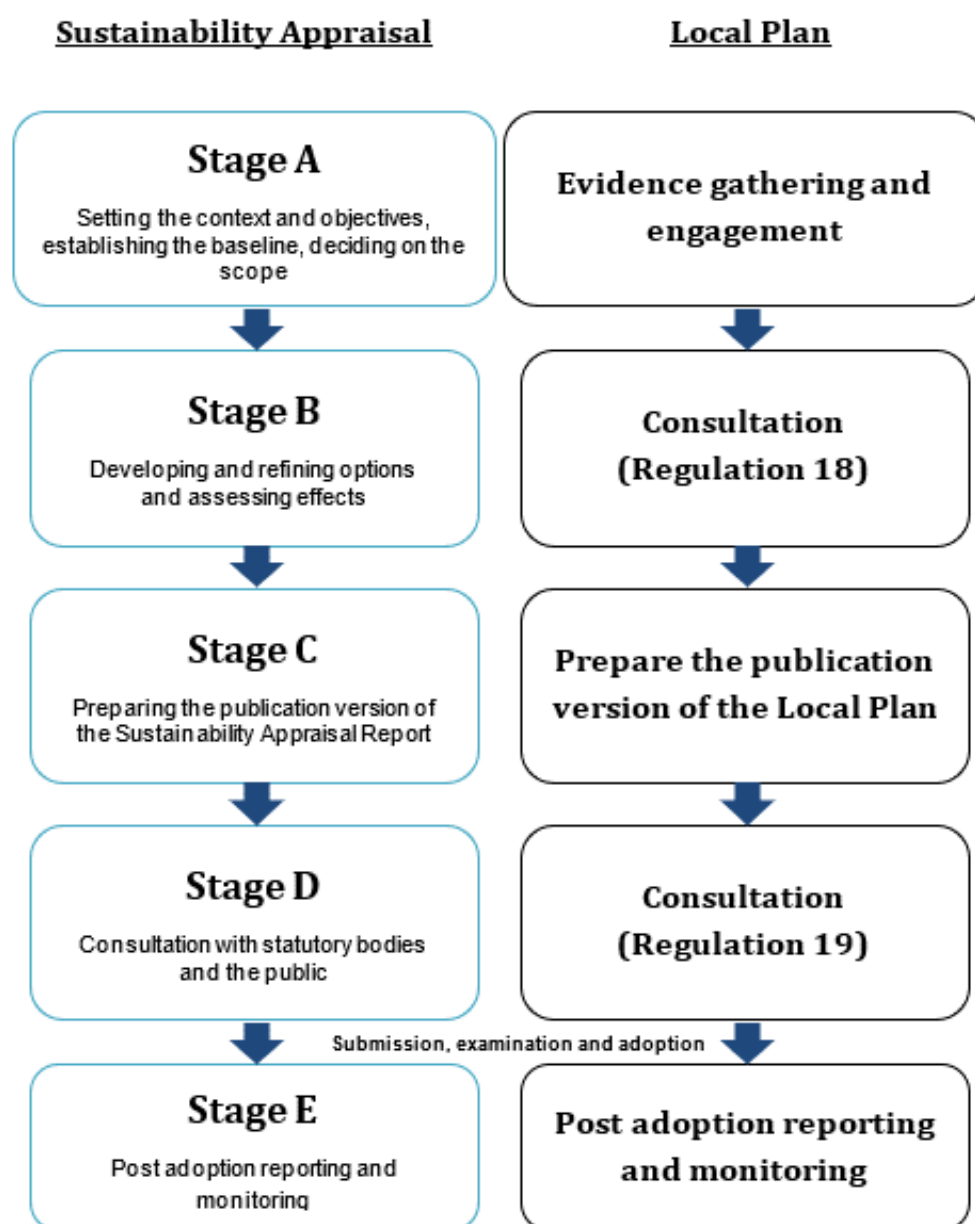 Sustainability Appraisal
Local Plan
Stage A
Setting the context and objectives,
establishing the baseline, deciding on the
scope
Evidence gathering and
engagement
Stage B
Developing and refining options
and assessing effects
Consultation
(Regulation 18)
Stage C
Preparing the publication version of
the Sustainability Appraisal Report
Prepare the publication
version of the Local Plan
Stage D
Consultation with statutory bodies
and the public
Consultation
(Regulation 19)
Submission, examination and adoption
Stage E
Post adoption reporting and
monitoring
Post adoption reporting
and monitoring